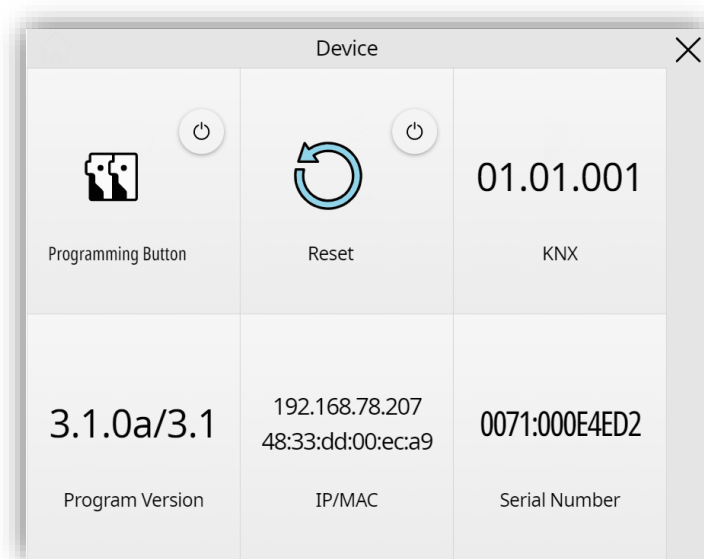 Device
Programming Button
Reset
01.01.001
KNX
3.1.0a/3.1
Program Version
192.168.78.207
48:33:dd:00:ec:a9
IP/MAC
0071:000E4ED2
Serial Number